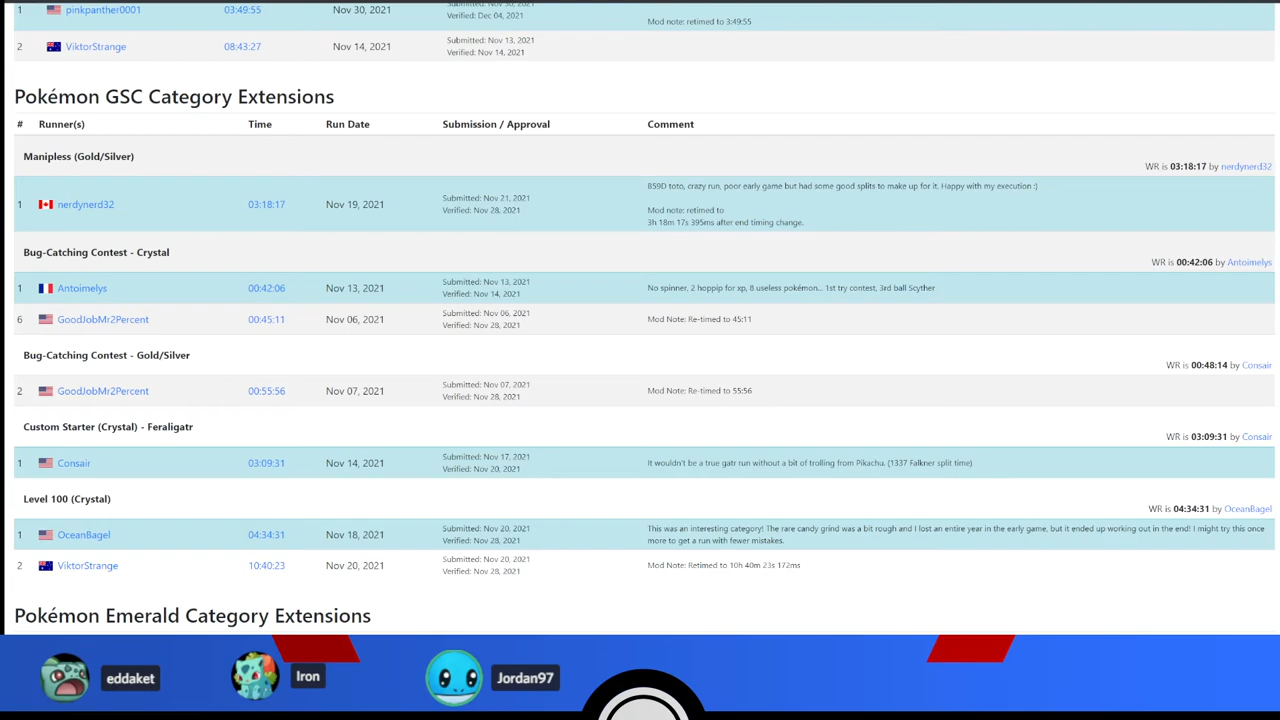 1 pinkpanther0001 03:49:55 Nov 30, 2021 Submitted: Nov 30, 2021
Verified: Dec 04, 2021 Mod note: retimed to 3:49:55
2 ViktorStrange 08:43:27 Nov 14, 2021 Submitted: Nov 13, 2021
Verified: Nov 14, 2021
Pokémon GSC Category Extensions
# Runner(s) Time Run Date Submission / Approval Comment
Manipless (Gold/Silver)
WR is 03:18:17 by nerdynerd32
B59D toto, crazy run, poor early game but had some good splits to make up for it. Happy with my execution :)
1 nerdynerd32 03:18:17 Nov 19, 2021 Submitted: Nov 21, 2021
Verified: Nov 28, 2021 Mod note: retimed to
3h 18m 17s 395ms after end timing change.
Bug-Catching Contest - Crystal
WR is 00:42:06 by Antoimelys
1 Antoimelys 00:42:06 Nov 13, 2021 Submitted: Nov 13, 2021
Verified: Nov 14, 2021 No spinner, 2 hoppip for xp, 8 useless pokémon... 1st try contest, 3rd ball Scyther
6 GoodJobMr2Percent 00:45:11 Nov 06, 2021 Submitted: Nov 06, 2021
Verified: Nov 28, 2021 Mod Note: Re-timed to 45:11
Bug-Catching Contest - Gold/Silver
WR is 00:48:14 by Consair
2 GoodJobMr2Percent 00:55:56 Nov 07, 2021 Submitted: Nov 07, 2021
Verified: Nov 28, 2021 Mod Note: Re-timed to 55:56
Custom Starter (Crystal) - Feraligatr
WR is 03:09:31 by Consair
1 Consair 03:09:31 Nov 14, 2021 Submitted: Nov 17, 2021
Verified: Nov 20, 2021 It wouldn't be a true gatr run without a bit of trolling from Pikachu. (1337 Falkner split time)
Level 100 (Crystal)
WR is 04:34:31 by OceanBagel
1 OceanBagel 04:34:31 Nov 18, 2021 Submitted: Nov 20, 2021
Verified: Nov 28, 2021 This was an interesting category! The rare candy grind was a bit rough and I lost an entire year in the early game, but it ended up working out in the end! I might try this once
more to get a run with fewer mistakes.
2 ViktorStrange 10:40:23 Nov 20, 2021 Submitted: Nov 20, 2021
Verified: Nov 28, 2021 Mod Note: Retimed to 10h 40m 23s 172ms
Pokémon Emerald Category Extensions
eddaket
Iron
Jordan97